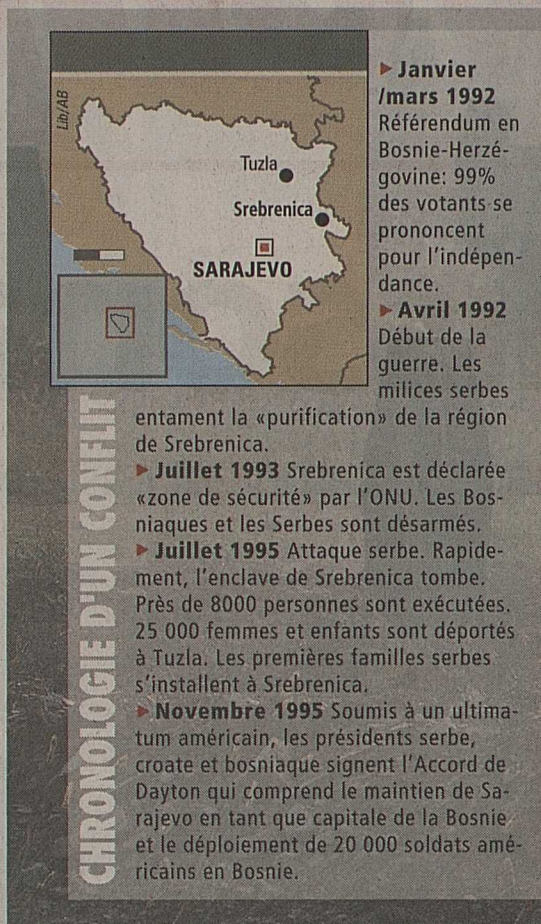 Lib/AB
Tuzla
Srebrenica
SARAJEVO
CHRONOLOGIE D'UN CONFLIT
▸ Janvier
/mars 1992
Référendum en
Bosnie-Herzé-
govine: 99%
des votants se
prononcent
pour l'indépen-
dance.
▸ Avril 1992
Début de la
guerre. Les
milices serbes
entament la «purification» de la région
de Srebrenica.
▸ Juillet 1993 Srebrenica est déclarée
«zone de sécurité» par l'ONU. Les Bos-
niaques et les Serbes sont désarmés.
▸ Juillet 1995 Attaque serbe. Rapide-
ment, l'enclave de Srebrenica tombe.
Près de 8000 personnes sont exécutées.
25 000 femmes et enfants sont déportés
à Tuzla. Les premières familles serbes
s'installent à Srebrenica.
▸ Novembre 1995 Soumis à un ultima-
tum américain, les présidents serbe,
croate et bosniaque signent l'Accord de
Dayton qui comprend le maintien de Sa-
rajevo en tant que capitale de la Bosnie
et le déploiement de 20 000 soldats amé-
ricains en Bosnie.